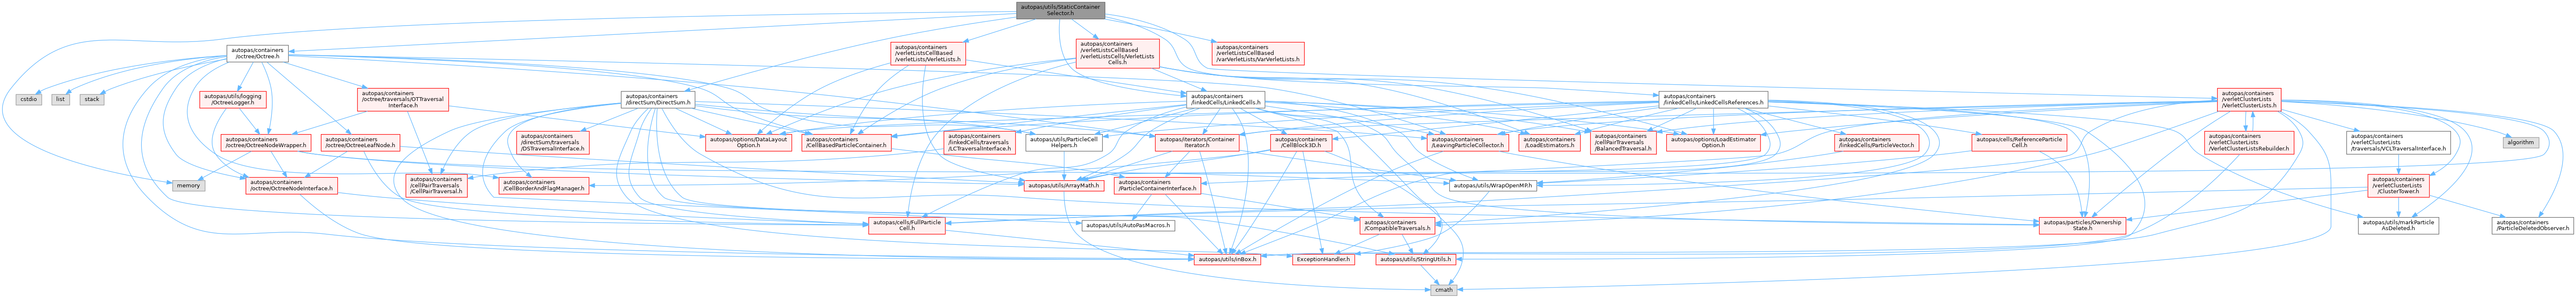 autopas/utils/StaticContainer
Selector.h
autopas/containers
/octree/Octree.h
autopas/containers
/verletListsCellBased
/verletLists/VerletLists.h
autopas/containers
/verletListsCellBased
/verletListsCells/VerletLists
Cells.h
autopas/containers
/verletListsCellBased
/varVerletLists/VarVerletLists.h
cstdio
list
stack
autopas/utils/logging
/OctreeLogger.h
autopas/containers
/octree/traversals/OTTraversal
Interface.h
autopas/containers
/directSum/DirectSum.h
autopas/containers
/linkedCells/LinkedCells.h
autopas/containers
/linkedCells/LinkedCellsReferences.h
autopas/containers
/verletClusterLists
/VerletClusterLists.h
autopas/containers
/octree/OctreeNodeWrapper.h
autopas/containers
/octree/OctreeLeafNode.h
autopas/containers
/directSum/traversals
/DSTraversalInterface.h
autopas/options/DataLayout
Option.h
autopas/containers
/CellBasedParticleContainer.h
autopas/containers
/linkedCells/traversals
/LCTraversalInterface.h
autopas/utils/ParticleCell
Helpers.h
autopas/iterators/Container
Iterator.h
autopas/containers
/CellBlock3D.h
autopas/containers
/LeavingParticleCollector.h
autopas/containers
/LoadEstimators.h
autopas/containers
/cellPairTraversals
/BalancedTraversal.h
autopas/options/LoadEstimator
Option.h
autopas/containers
/linkedCells/ParticleVector.h
autopas/cells/ReferenceParticle
Cell.h
autopas/containers
/verletClusterLists
/VerletClusterListsRebuilder.h
autopas/containers
/verletClusterLists
/traversals/VCLTraversalInterface.h
algorithm
memory
autopas/containers
/octree/OctreeNodeInterface.h
autopas/containers
/cellPairTraversals
/CellPairTraversal.h
autopas/containers
/CellBorderAndFlagManager.h
autopas/utils/ArrayMath.h
autopas/containers
/ParticleContainerInterface.h
autopas/utils/WrapOpenMP.h
autopas/containers
/verletClusterLists
/ClusterTower.h
autopas/cells/FullParticle
Cell.h
autopas/utils/AutoPasMacros.h
autopas/containers
/CompatibleTraversals.h
autopas/particles/Ownership
State.h
autopas/utils/markParticle
AsDeleted.h
autopas/containers
/ParticleDeletedObserver.h
autopas/utils/inBox.h
ExceptionHandler.h
autopas/utils/StringUtils.h
cmath